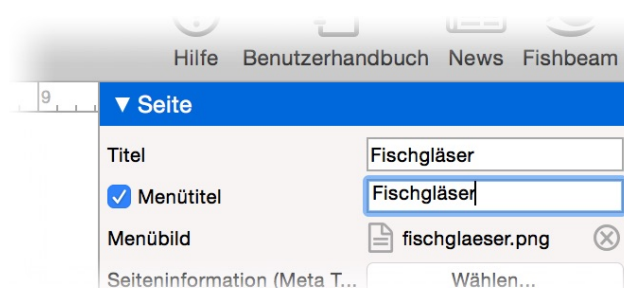 Hilfe Benutzerhandbuch News Fishbeam
9
▼ Seite
Titel Fischgläser
Menütitel Fischgläser
Menübild fischglaeser.png
Seiteninformation (Meta T... Wählen...